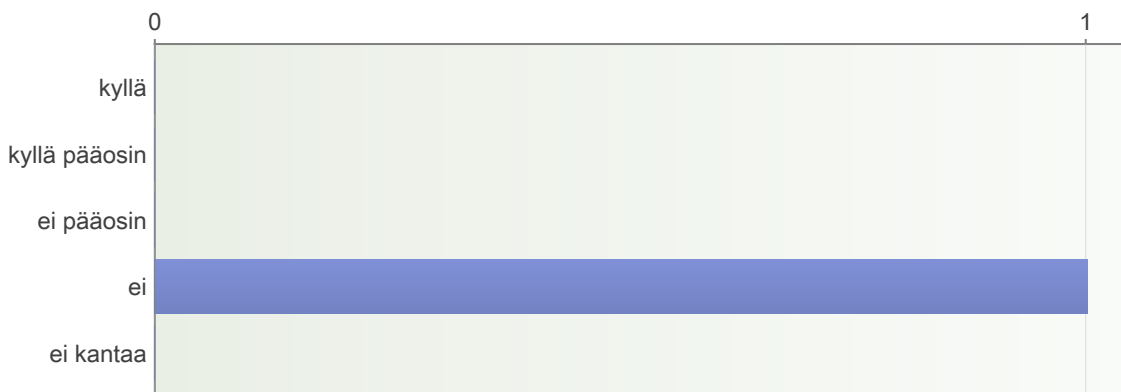 0 1
kyllä
kyllä pääosin
ei pääosin
ei
ei kantaa